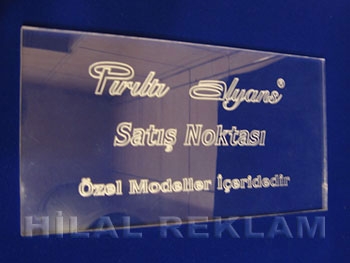 Pırıltı alyans®
Satış Noktası
Özel Modeller İçeridedir
HİLAL REKLAM